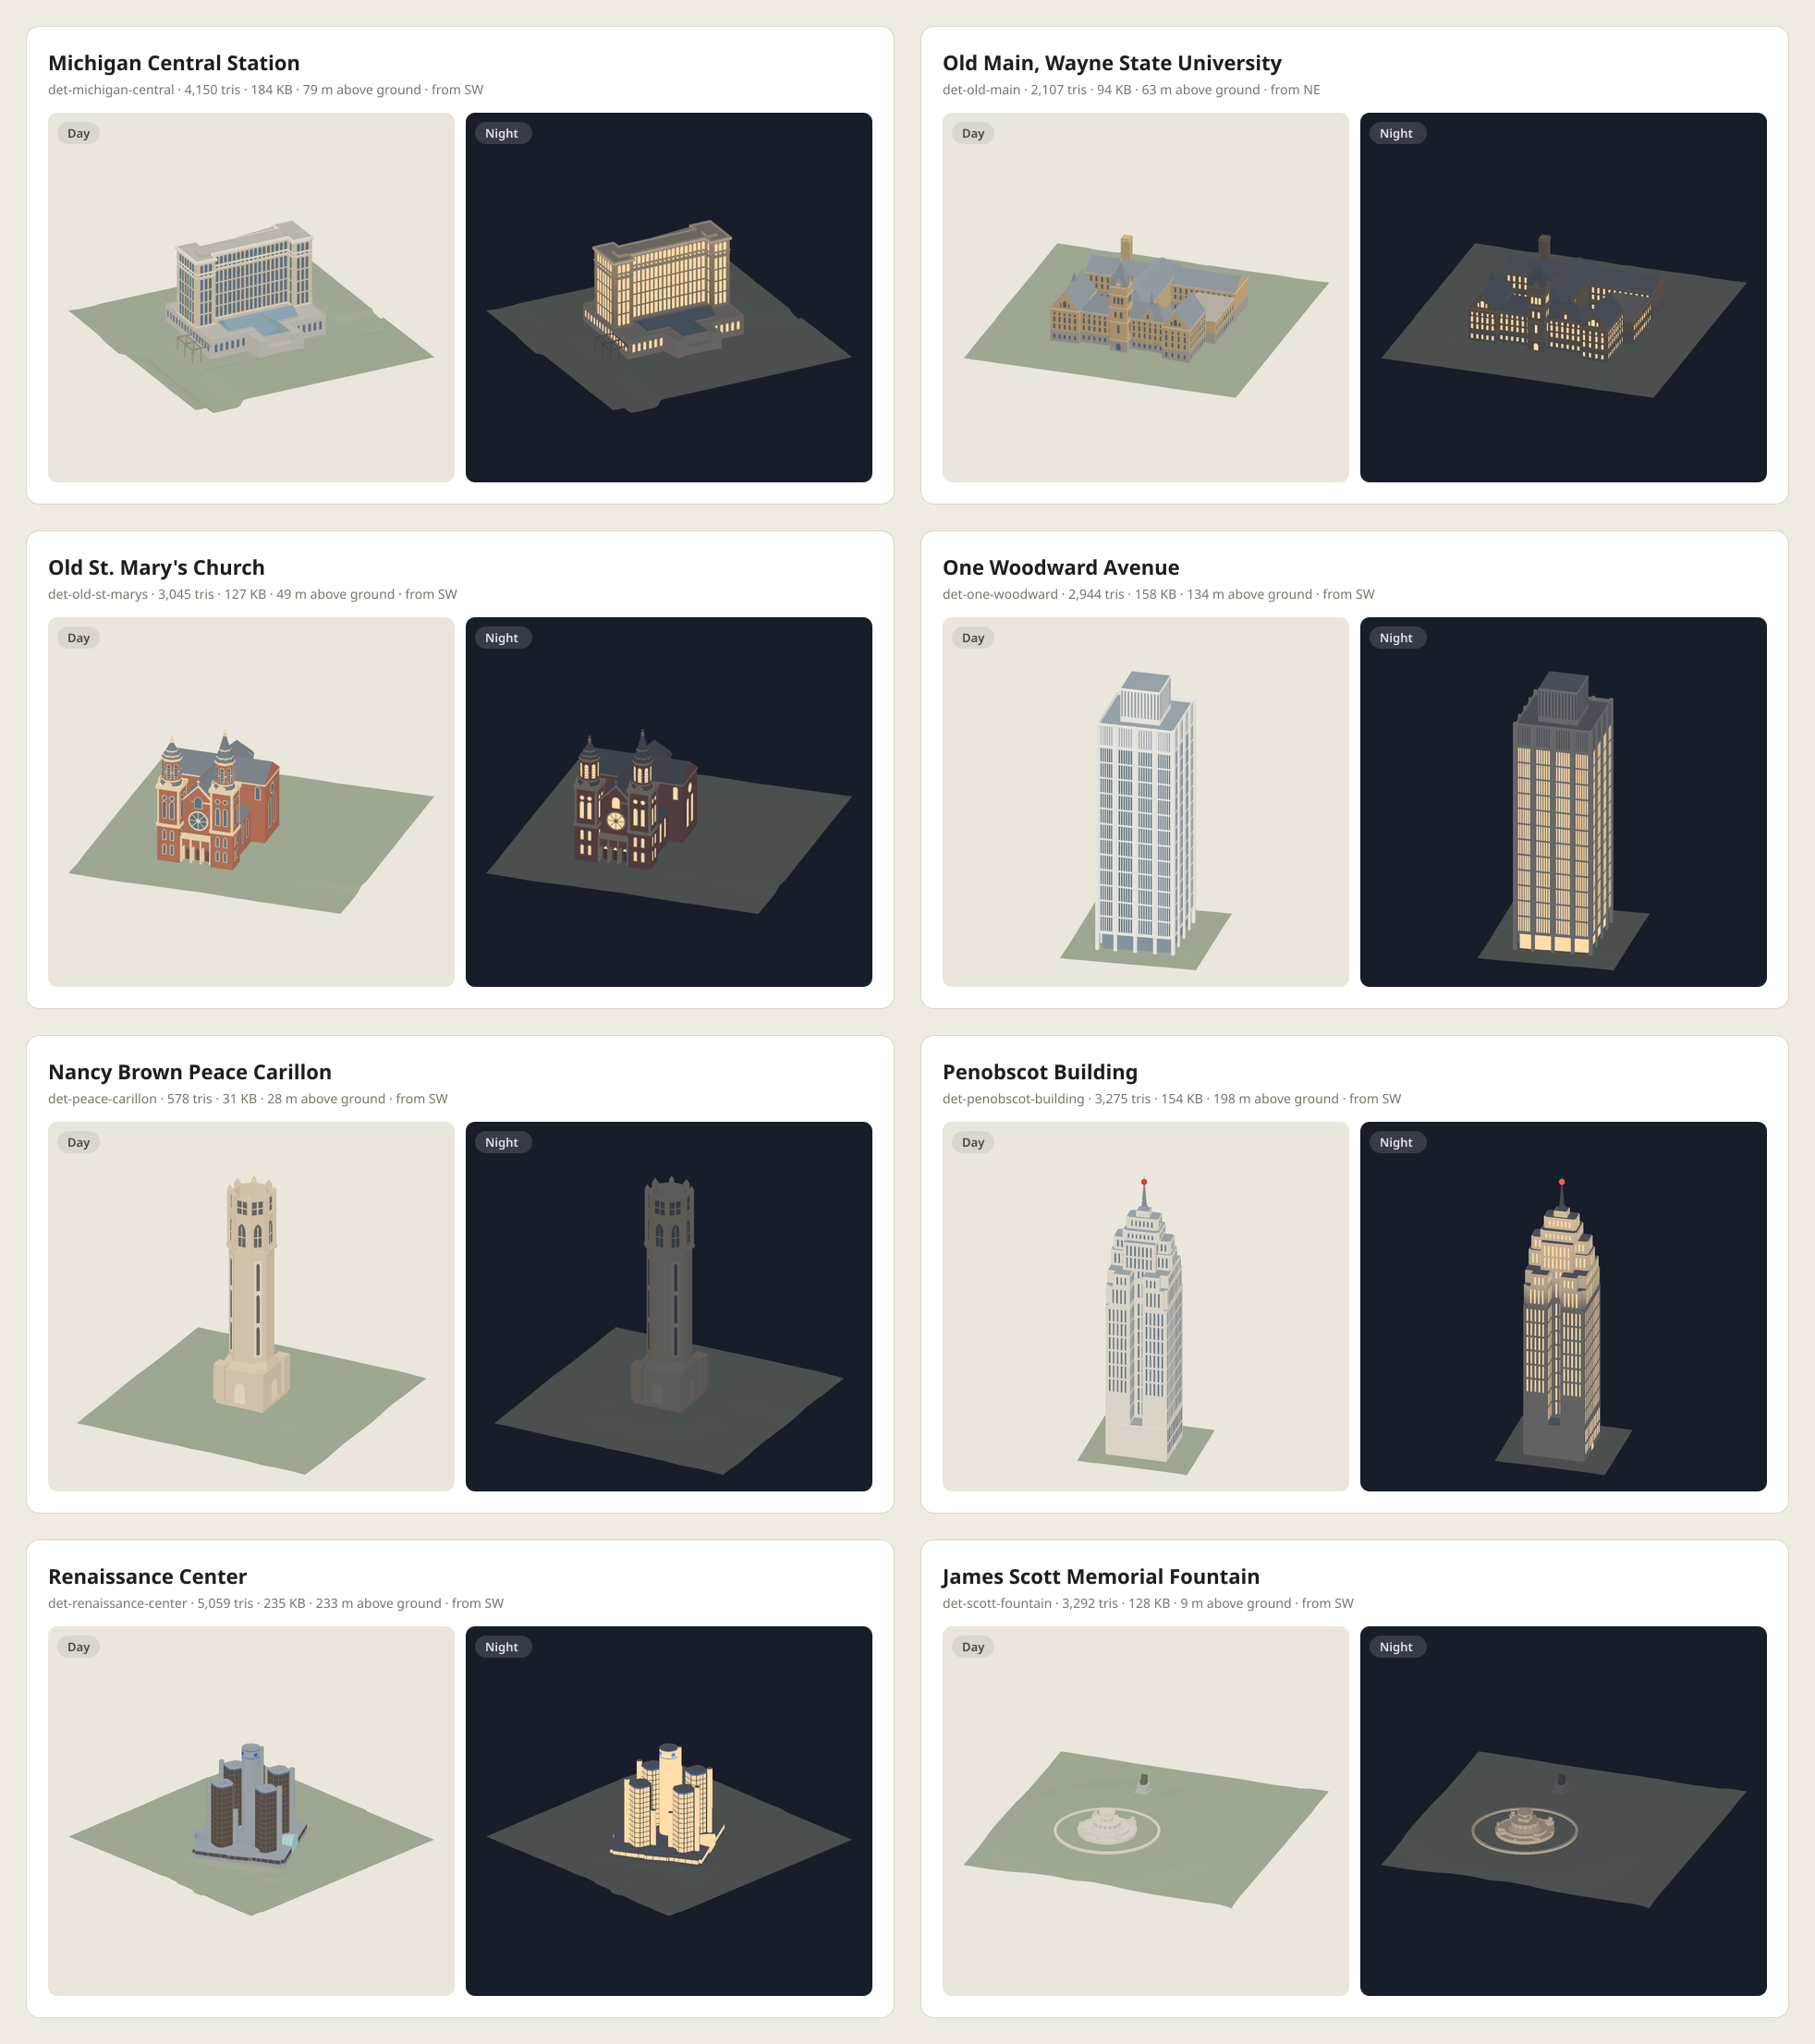 Michigan Central Station
det-michigan-central · 4,150 tris · 184 KB · 79 m above ground · from SW
Day
Night
Old Main, Wayne State University
det-old-main · 2,107 tris · 94 KB · 63 m above ground · from NE
Day
Night
Old St. Mary's Church
det-old-st-marys · 3,045 tris · 127 KB · 49 m above ground · from SW
Day
Night
One Woodward Avenue
det-one-woodward · 2,944 tris · 158 KB · 134 m above ground · from SW
Day
Night
Nancy Brown Peace Carillon
det-peace-carillon · 578 tris · 31 KB · 28 m above ground · from SW
Day
Night
Penobscot Building
det-penobscot-building · 3,275 tris · 154 KB · 198 m above ground · from SW
Day
Night
Renaissance Center
det-renaissance-center · 5,059 tris · 235 KB · 233 m above ground · from SW
Day
Night
James Scott Memorial Fountain
det-scott-fountain · 3,292 tris · 128 KB · 9 m above ground · from SW
Day
Night